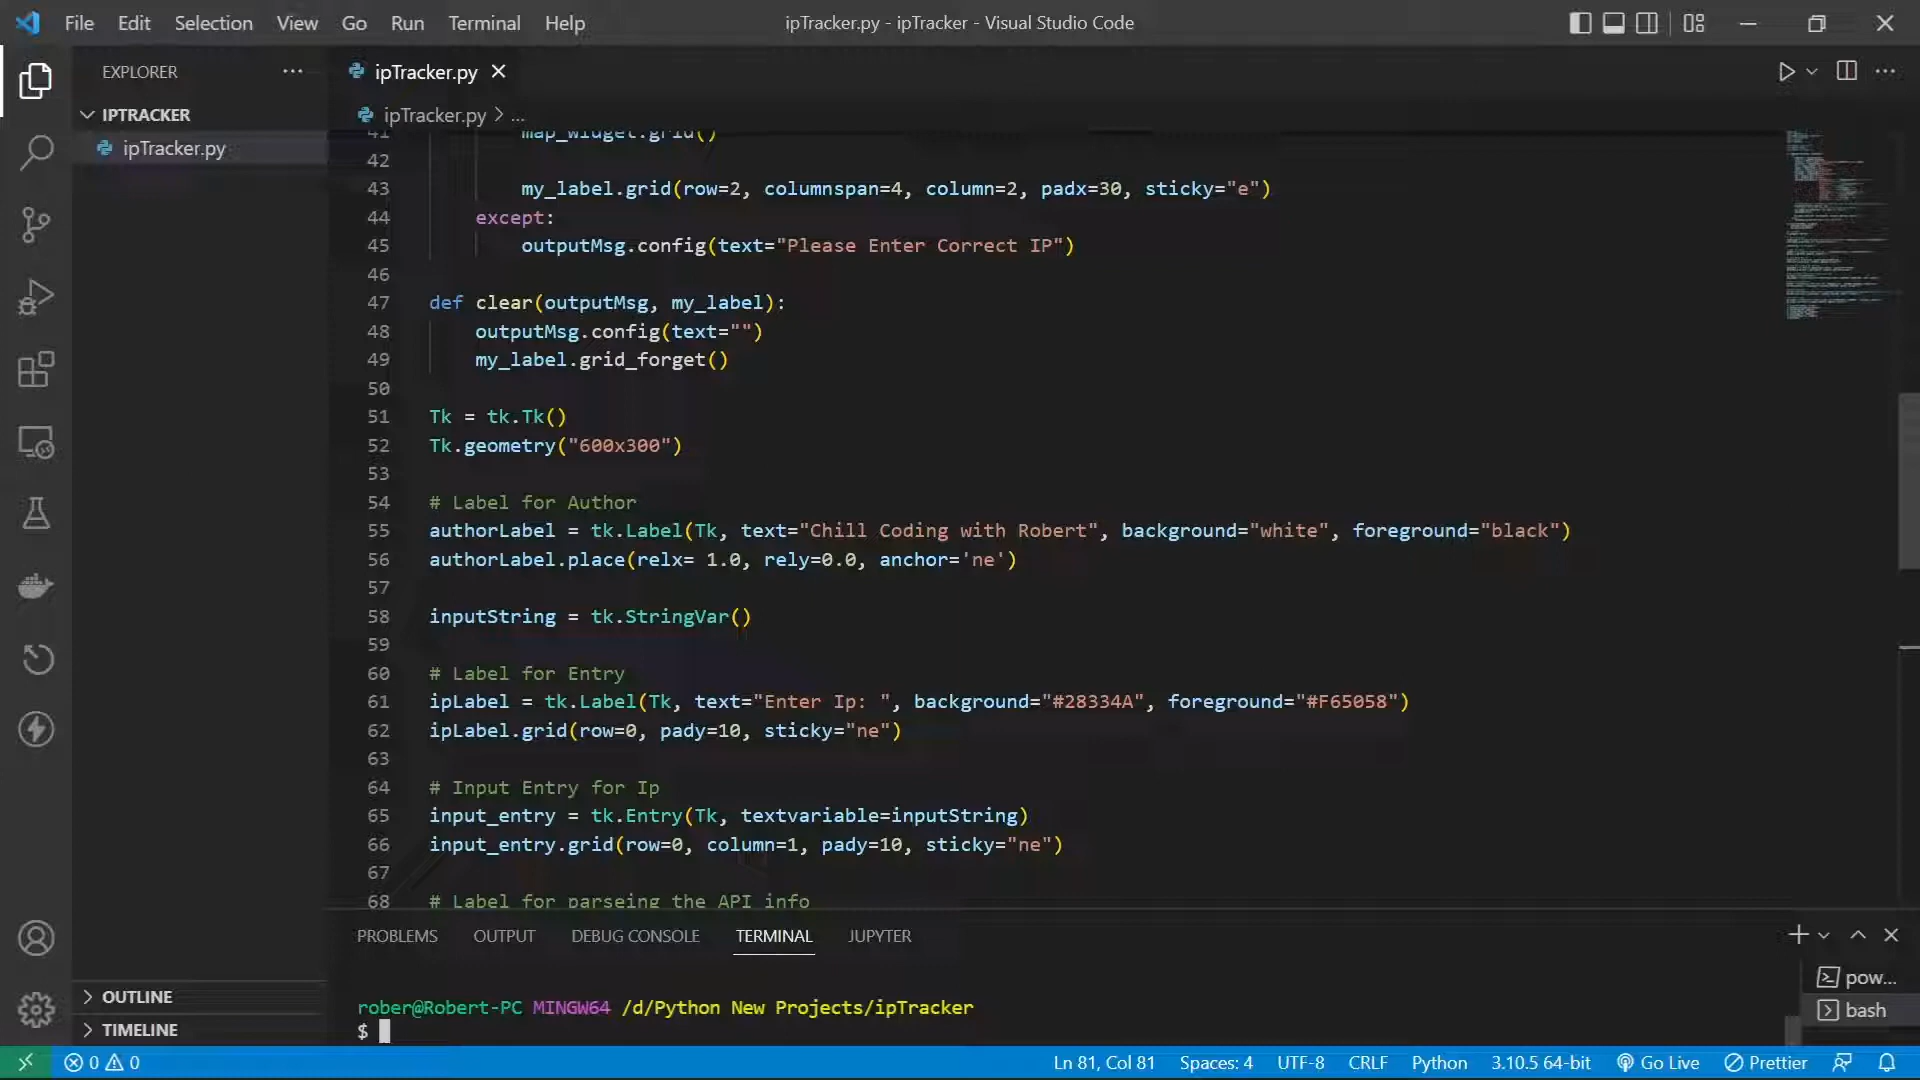 File Edit Selection View Go Run Terminal Help
ipTracker.py - ipTracker - Visual Studio Code
EXPLORER
IPTRACKER
ipTracker.py
ipTracker.py
ipTracker.py > ...
41 map_widget.grid()
42
43 my_label.grid(row=2, columnspan=4, column=2, padx=30, sticky="e")
44 except:
45 outputMsg.config(text="Please Enter Correct IP")
46
47 def clear(outputMsg, my_label):
48 outputMsg.config(text="")
49 my_label.grid_forget()
50
51 Tk = tk.Tk()
52 Tk.geometry("600x300")
53
54 # Label for Author
55 authorLabel = tk.Label(Tk, text="Chill Coding with Robert", background="white", foreground="black")
56 authorLabel.place(relx= 1.0, rely=0.0, anchor='ne')
57
58 inputString = tk.StringVar()
59
60 # Label for Entry
61 ipLabel = tk.Label(Tk, text="Enter Ip: ", background="#28334A", foreground="#F65058")
62 ipLabel.grid(row=0, pady=10, sticky="ne")
63
64 # Input Entry for Ip
65 input_entry = tk.Entry(Tk, textvariable=inputString)
66 input_entry.grid(row=0, column=1, pady=10, sticky="ne")
67
68 # Label for parseing the API info
PROBLEMS OUTPUT DEBUG CONSOLE TERMINAL JUPYTER
rober@Robert-PC MINGW64 /d/Python New Projects/ipTracker
$
pow...
bash
OUTLINE
TIMELINE
0 0
Ln 81, Col 81 Spaces: 4 UTF-8 CRLF Python 3.10.5 64-bit Go Live Prettier